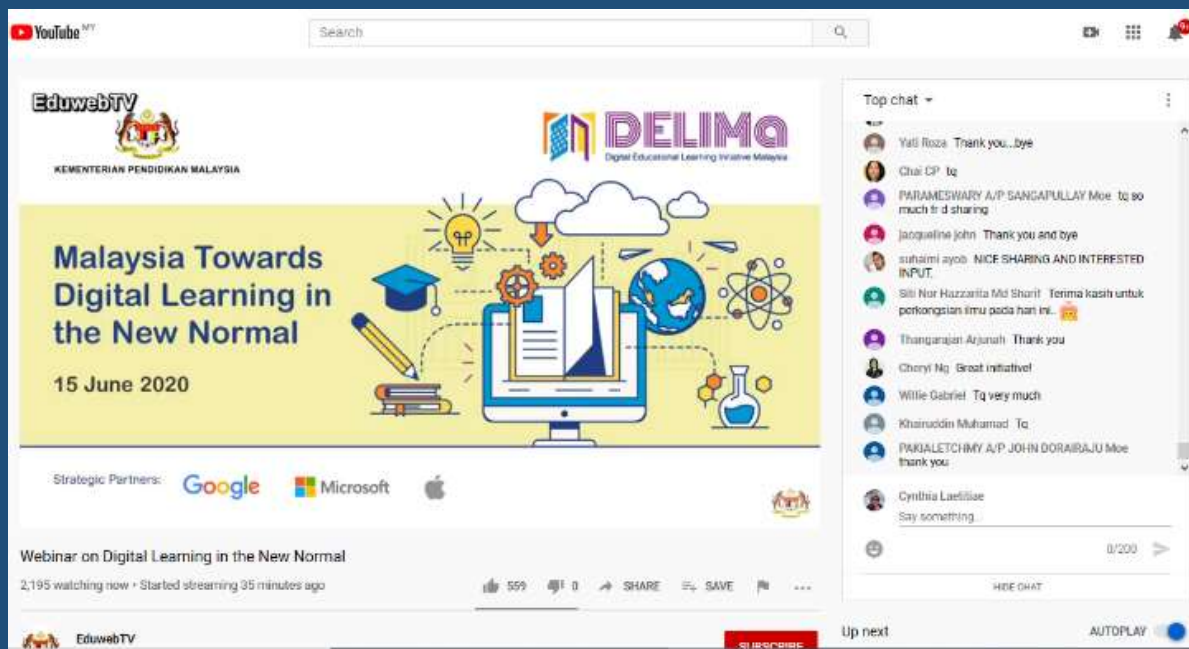 YouTube MY
Search
9+
EduwebTV
KEMENTERIAN PENDIDIKAN MALAYSIA
DELIMa
Digital Educational Learning Initiative Malaysia
Malaysia Towards
Digital Learning in
the New Normal
15 June 2020
Strategic Partners:
Google
Microsoft
Webinar on Digital Learning in the New Normal
2,195 watching now • Started streaming 35 minutes ago
559
0
SHARE
SAVE
EduwebTV
SUBSCRIBE
Top chat
Yati Roza Thank you...bye
Chai CP tq
PARAMESWARY A/P SANGAPULLAY Moe tq so
much fr d sharing
jacqueline john Thank you and bye
suhaimi ayob NICE SHARING AND INTERESTED
INPUT.
Siti Nor Hazzarita Md Sharif Terima kasih untuk
perkongsian ilmu pada hari ini..
Thangarajan Arjunah Thank you
Cheryl Ng Great initiative!
Willie Gabriel Tq very much
Khairuddin Muhamad Tq
PAKIALETCHMY A/P JOHN DORAIRAJU Moe
thank you
Cynthia Laetitiae
Say something...
0/200
HIDE CHAT
Up next
AUTOPLAY